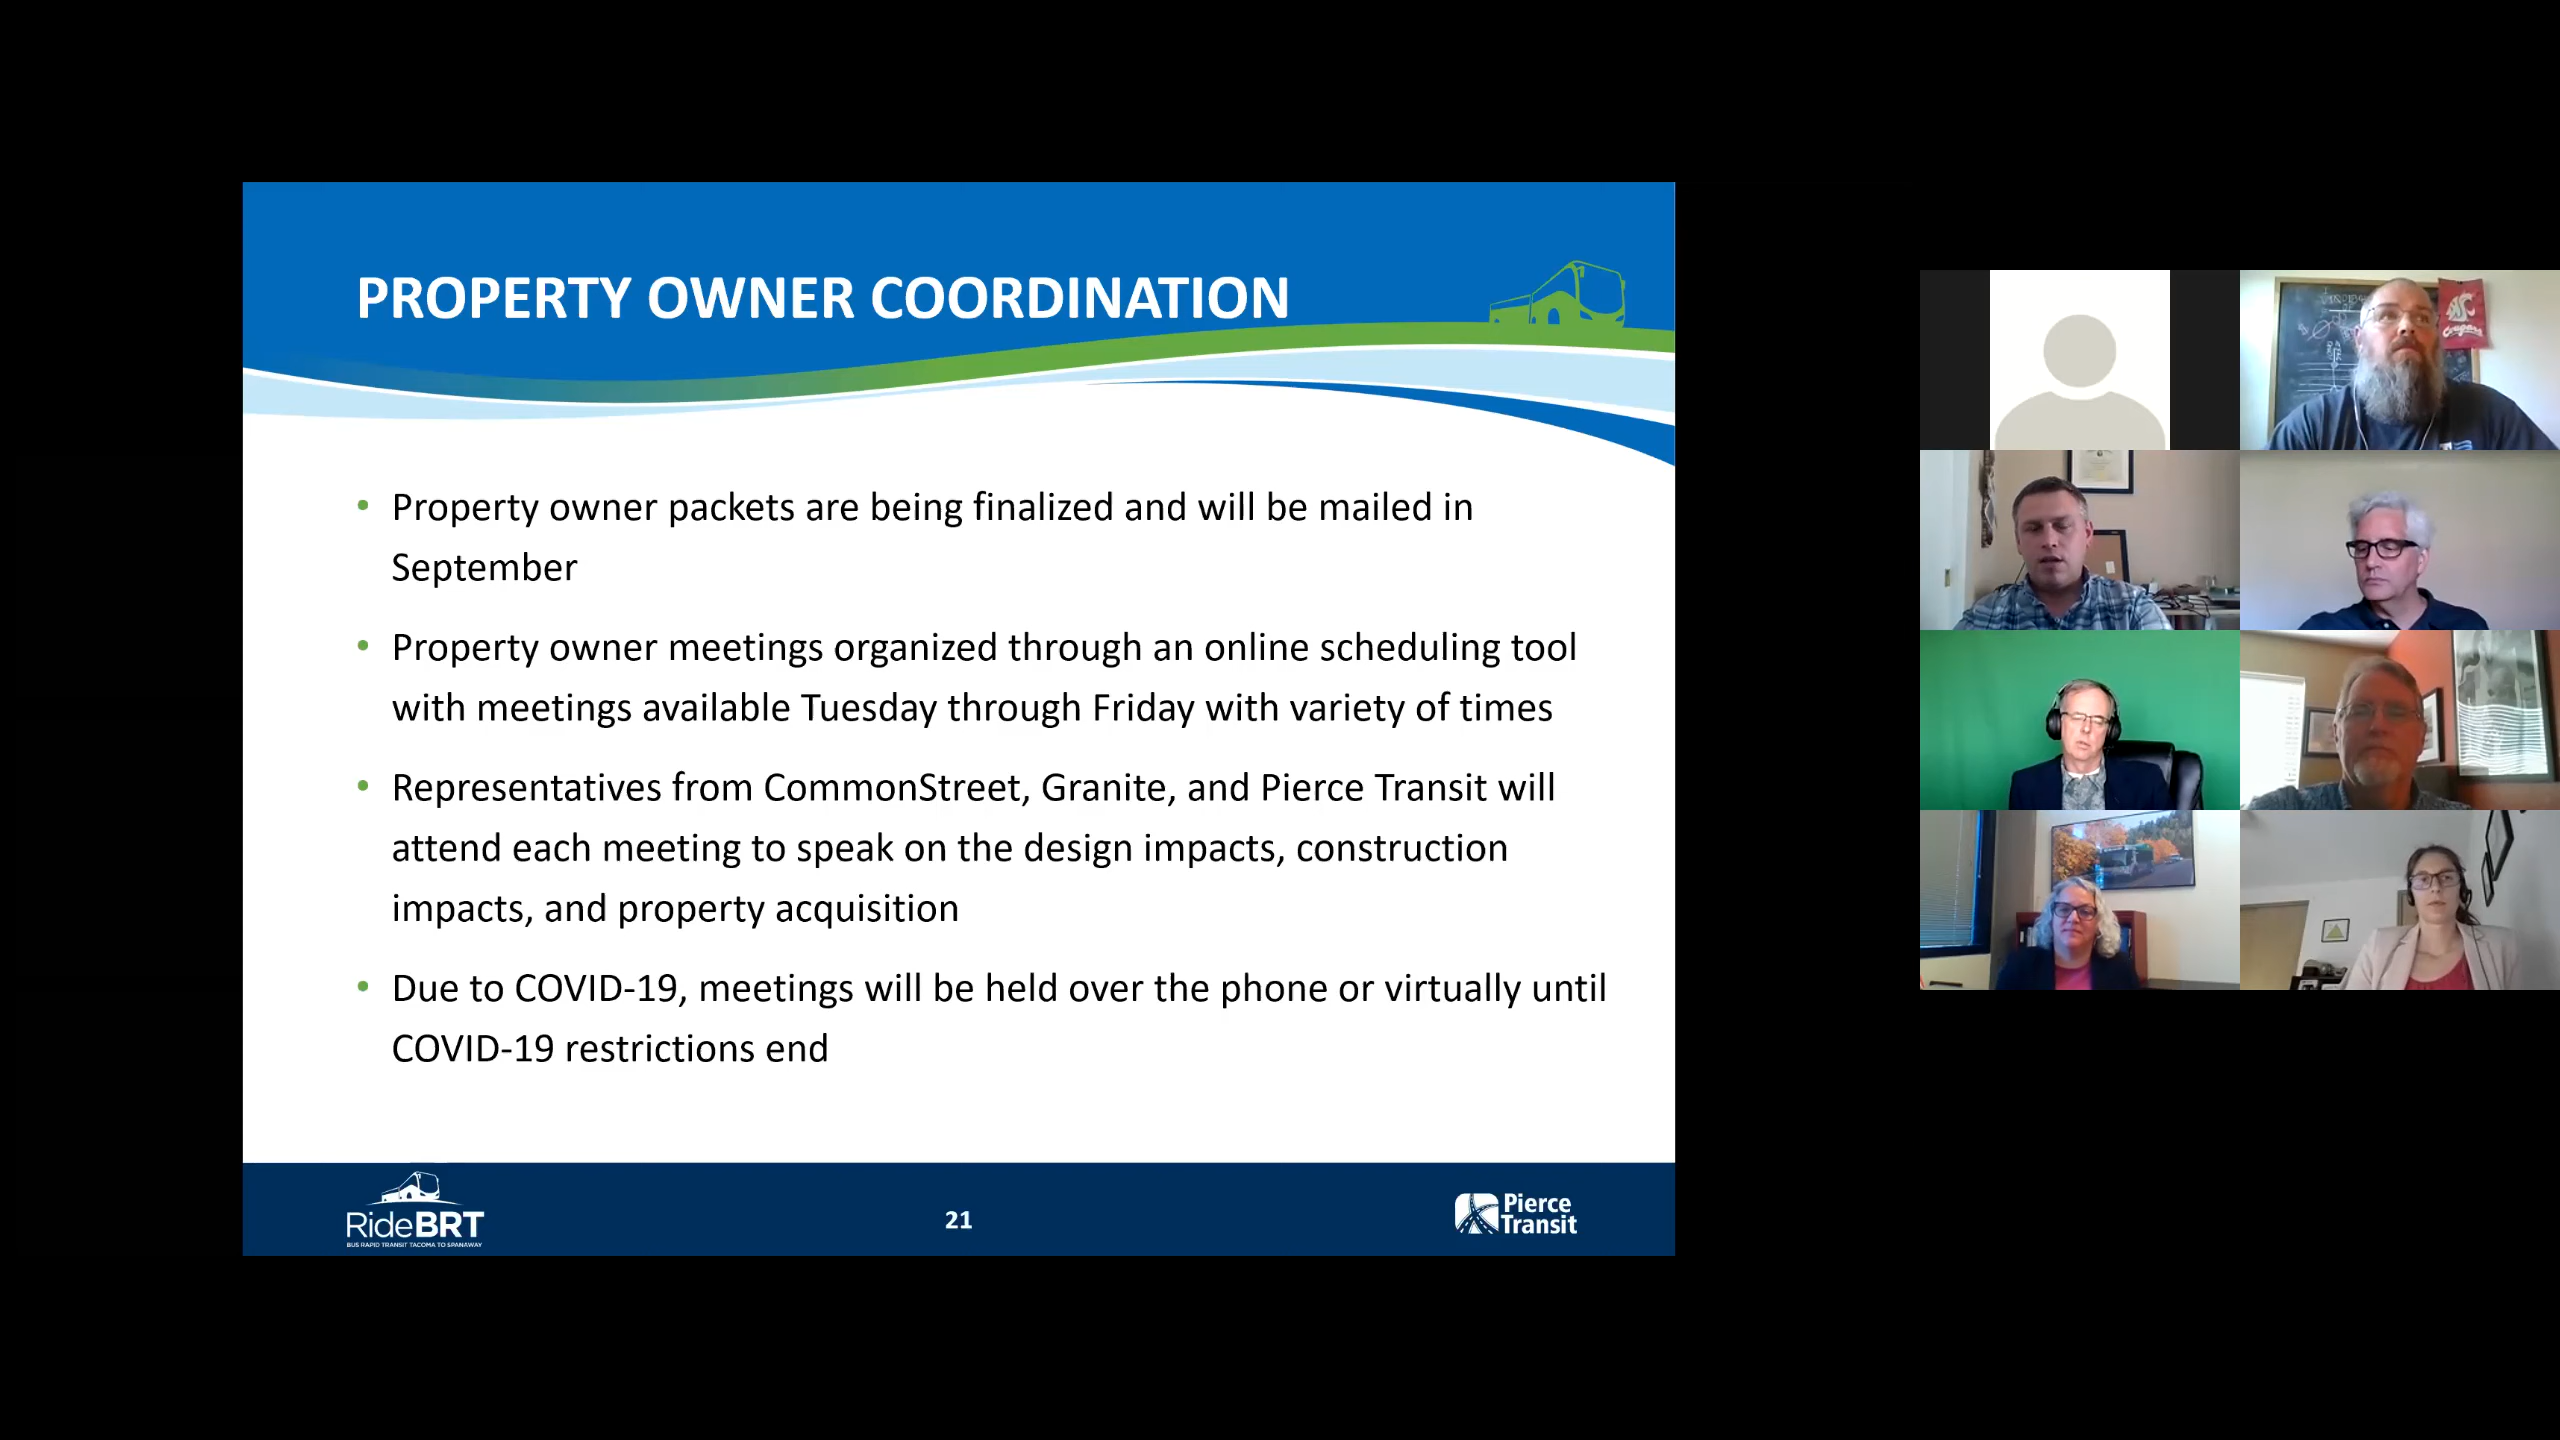 PROPERTY OWNER COORDINATION
• Property owner packets are being finalized and will be mailed in
September
• Property owner meetings organized through an online scheduling tool
with meetings available Tuesday through Friday with variety of times
• Representatives from CommonStreet, Granite, and Pierce Transit will
attend each meeting to speak on the design impacts, construction
impacts, and property acquisition
• Due to COVID-19, meetings will be held over the phone or virtually until
COVID-19 restrictions end
RideBRT
BUS RAPID TRANSIT TACOMA TO SPANAWAY
21
Pierce
Transit
Cougars